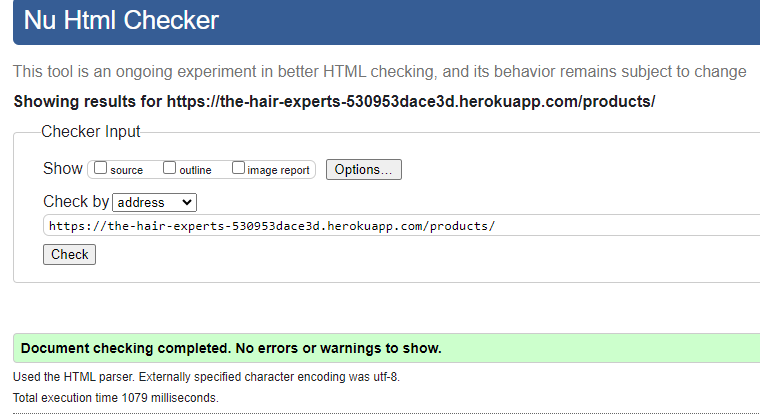 Nu Html Checker
This tool is an ongoing experiment in better HTML checking, and its behavior remains subject to change
Showing results for https://the-hair-experts-530953dace3d.herokuapp.com/products/
Checker Input
Show source outline image report Options...
Check by address
https://the-hair-experts-530953dace3d.herokuapp.com/products/
Check
Document checking completed. No errors or warnings to show.
Used the HTML parser. Externally specified character encoding was utf-8.
Total execution time 1079 milliseconds.